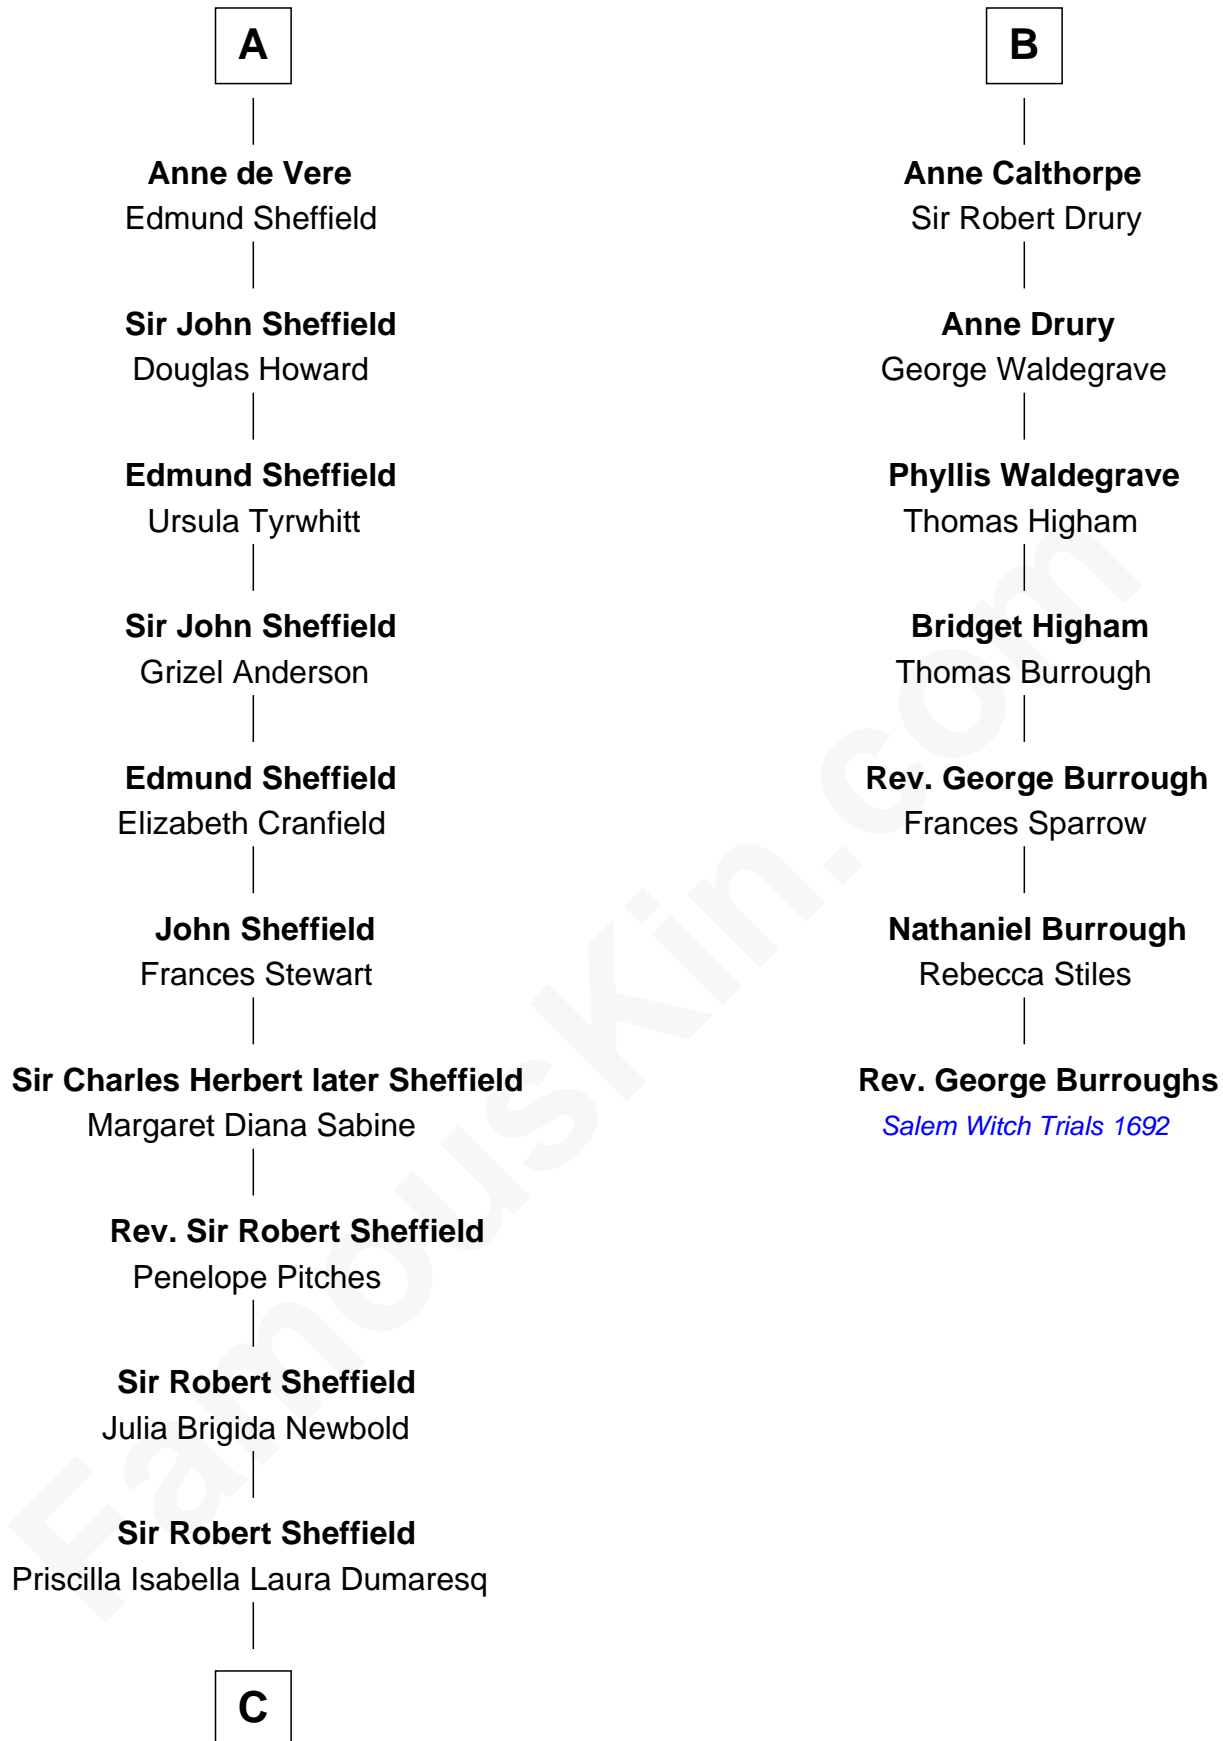 A
Anne de Vere
Edmund Sheffield
Sir John Sheffield
Douglas Howard
Edmund Sheffield
Ursula Tyrwhitt
Sir John Sheffield
Grizel Anderson
Edmund Sheffield
Elizabeth Cranfield
John Sheffield
Frances Stewart
Sir Charles Herbert later Sheffield
Margaret Diana Sabine
Rev. Sir Robert Sheffield
Penelope Pitches
Sir Robert Sheffield
Julia Brigida Newbold
Sir Robert Sheffield
Priscilla Isabella Laura Dumaresq
C
B
Anne Calthorpe
Sir Robert Drury
Anne Drury
George Waldegrave
Phyllis Waldegrave
Thomas Higham
Bridget Higham
Thomas Burrough
Rev. George Burrough
Frances Sparrow
Nathaniel Burrough
Rebecca Stiles
Rev. George Burroughs
Salem Witch Trials 1692
FamousKin.com